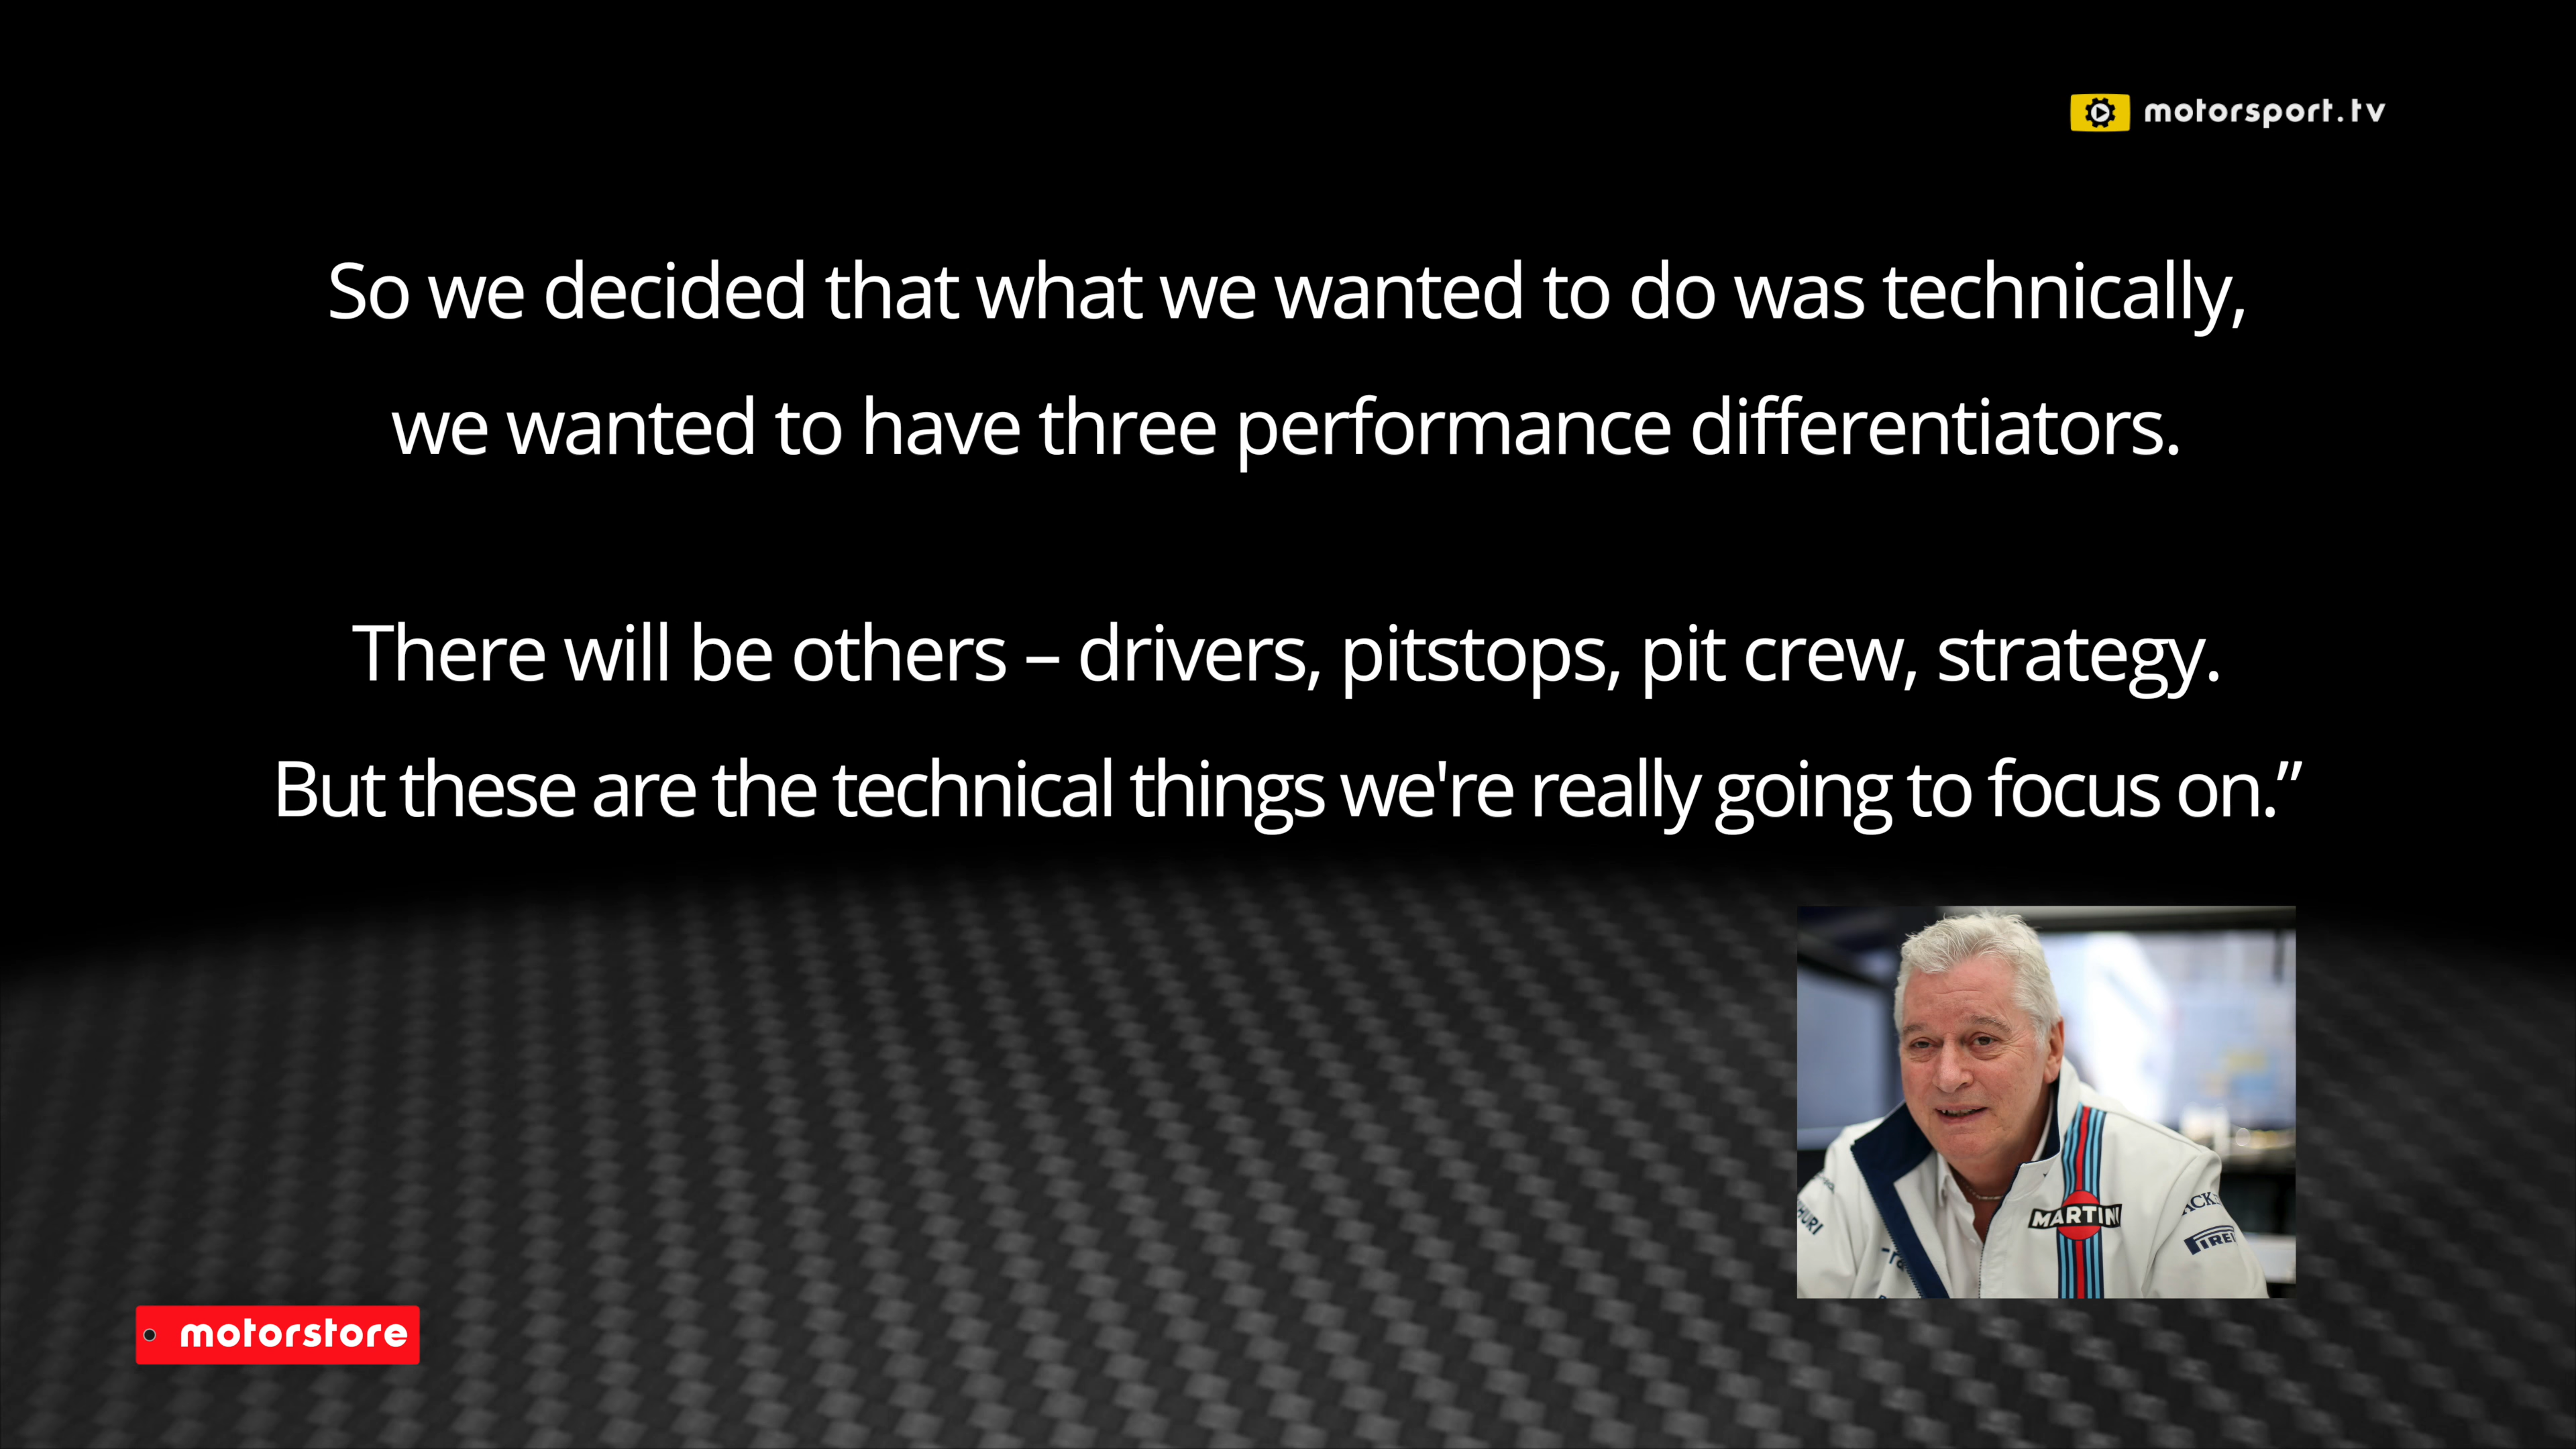 motorsport.tv
So we decided that what we wanted to do was technically,
we wanted to have three performance differentiators.
There will be others – drivers, pitstops, pit crew, strategy.
But these are the technical things we're really going to focus on.”
MARTINI
motorstore